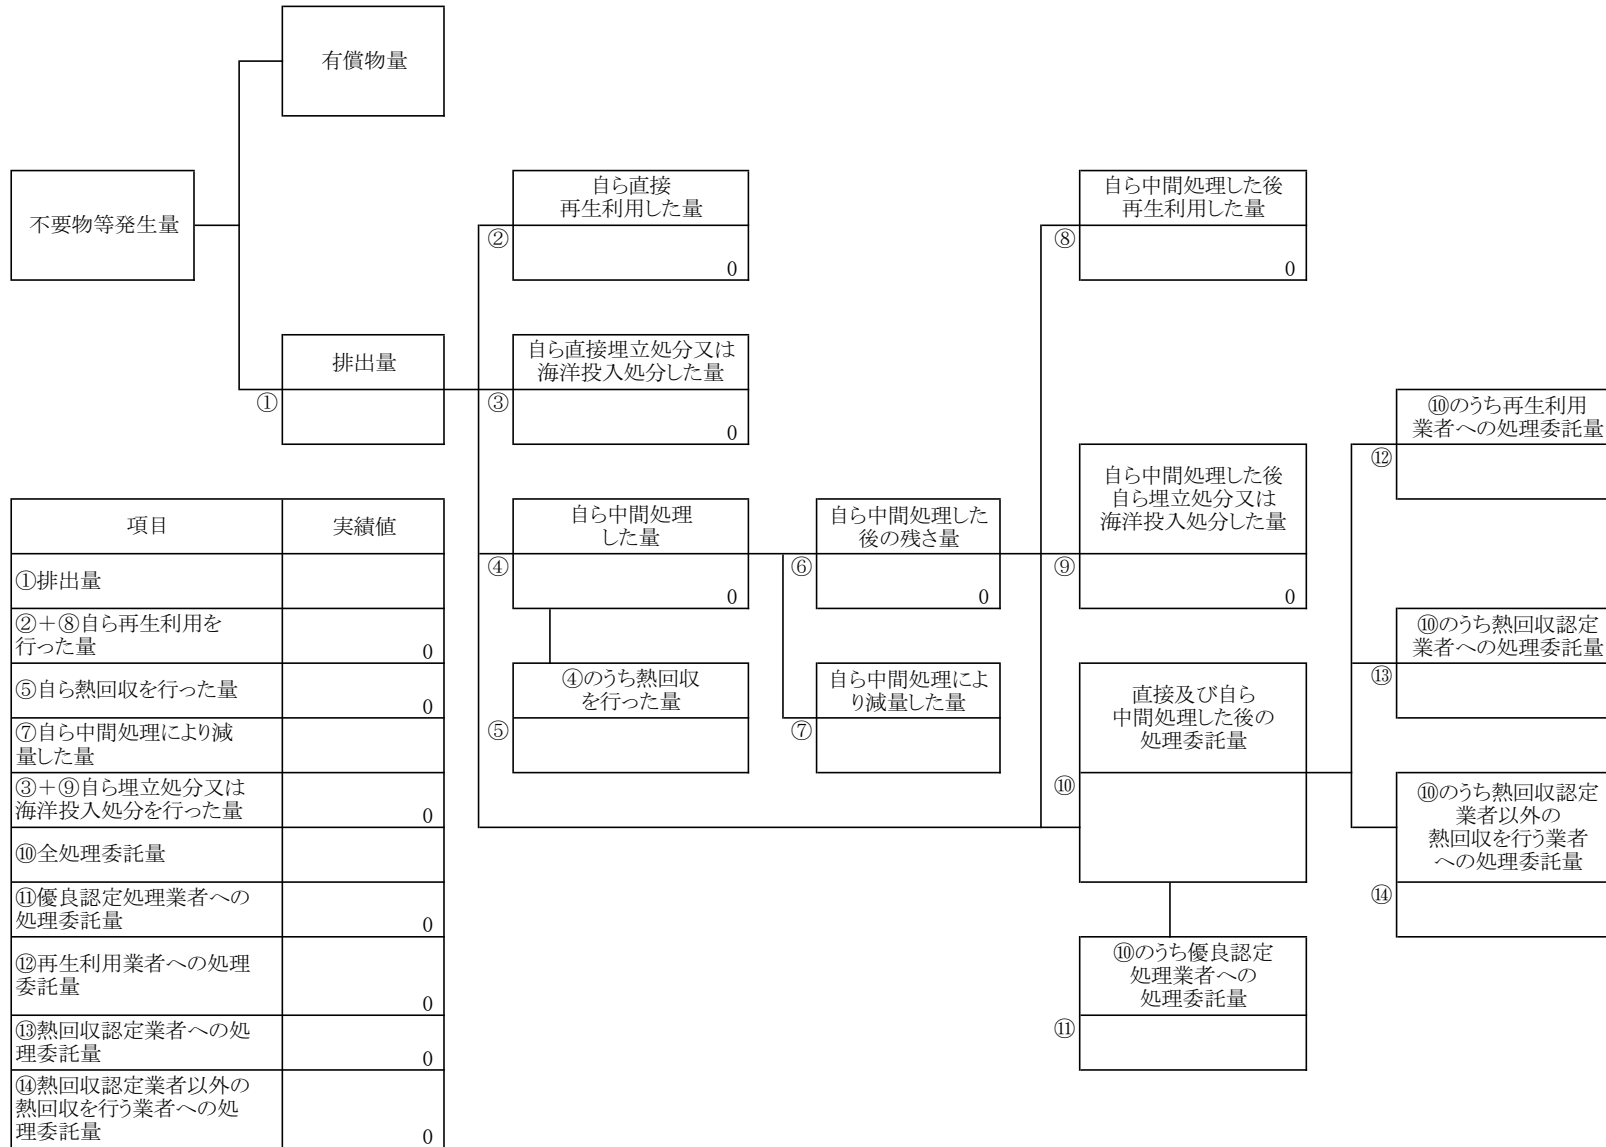 有償物量
不要物等発生量
自ら直接
再生利用した量
②
0
自ら中間処理した後
再生利用した量
⑧
0
排出量
①
自ら直接埋立処分又は
海洋投入処分した量
③
0
⑩のうち再生利用
業者への処理委託量
⑫
自ら中間処理
した量
④
0
自ら中間処理した
後の残さ量
⑥
0
自ら中間処理した後
自ら埋立処分又は
海洋投入処分した量
⑨
0
⑩のうち熱回収認定
業者への処理委託量
⑬
④のうち熱回収
を行った量
⑤
自ら中間処理によ
り減量した量
⑦
直接及び自ら
中間処理した後の
処理委託量
⑩
⑩のうち熱回収認定
業者以外の
熱回収を行う業者
への処理委託量
⑭
⑩のうち優良認定
処理業者への
処理委託量
⑪
項目 実績値
①排出量
②+⑧自ら再生利用を
行った量 0
⑤自ら熱回収を行った量 0
⑦自ら中間処理により減
量した量
③+⑨自ら埋立処分又は
海洋投入処分を行った量 0
⑩全処理委託量
⑪優良認定処理業者への
処理委託量 0
⑫再生利用業者への処理
委託量 0
⑬熱回収認定業者への処
理委託量 0
⑭熱回収認定業者以外の
熱回収を行う業者への処
理委託量 0